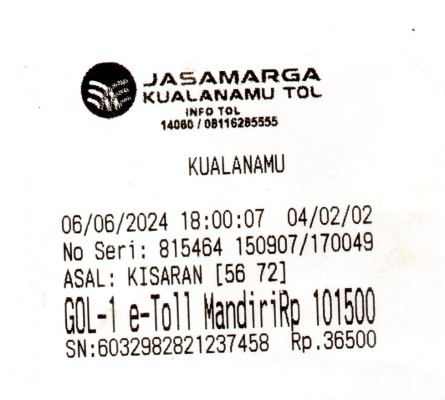 JASAMARGA
KUALANAMU TOL
INFO TOL
14080 / 08116285555
KUALANAMU
06/06/2024 18:00:07 04/02/02
No Seri: 815464 150907/170049
ASAL: KISARAN [56 72]
GOL-1 e-Toll MandiriRp 101500
SN:6032982821237458 Rp.36500